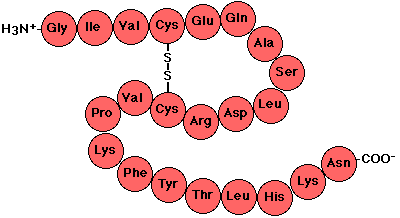 H3N+ Gly Ile Val Cys Glu Gln
Ala
S
Ser
S
Pro Val Cys Arg Asp Leu
Lys Phe Tyr Thr Leu His Lys Asn COO-